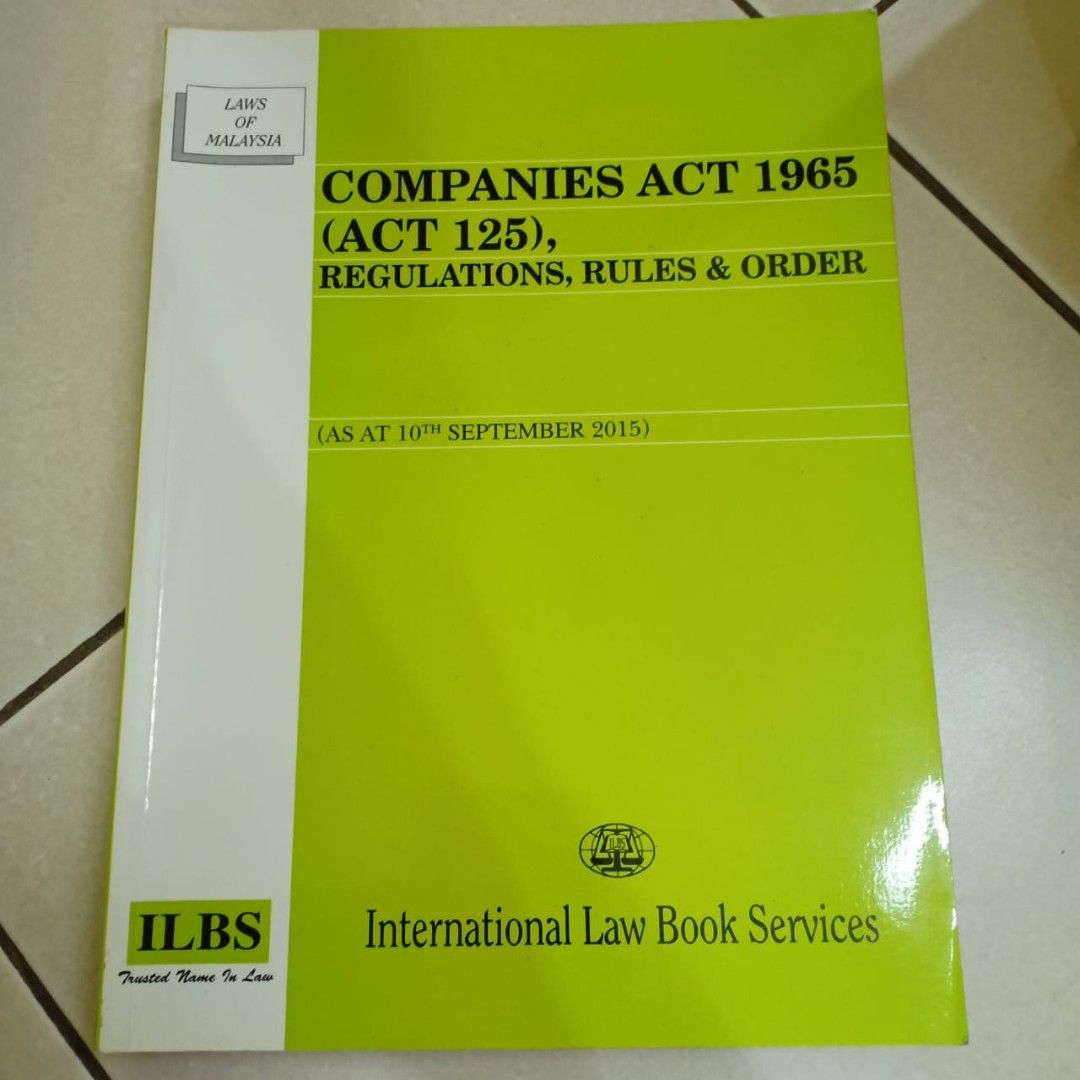 LAWS
OF
MALAYSIA
COMPANIES ACT 1965
(ACT 125),
REGULATIONS, RULES & ORDER
(AS AT 10TH SEPTEMBER 2015)
ILBS
International Law Book Services
ILBS
Trusted Name In Law